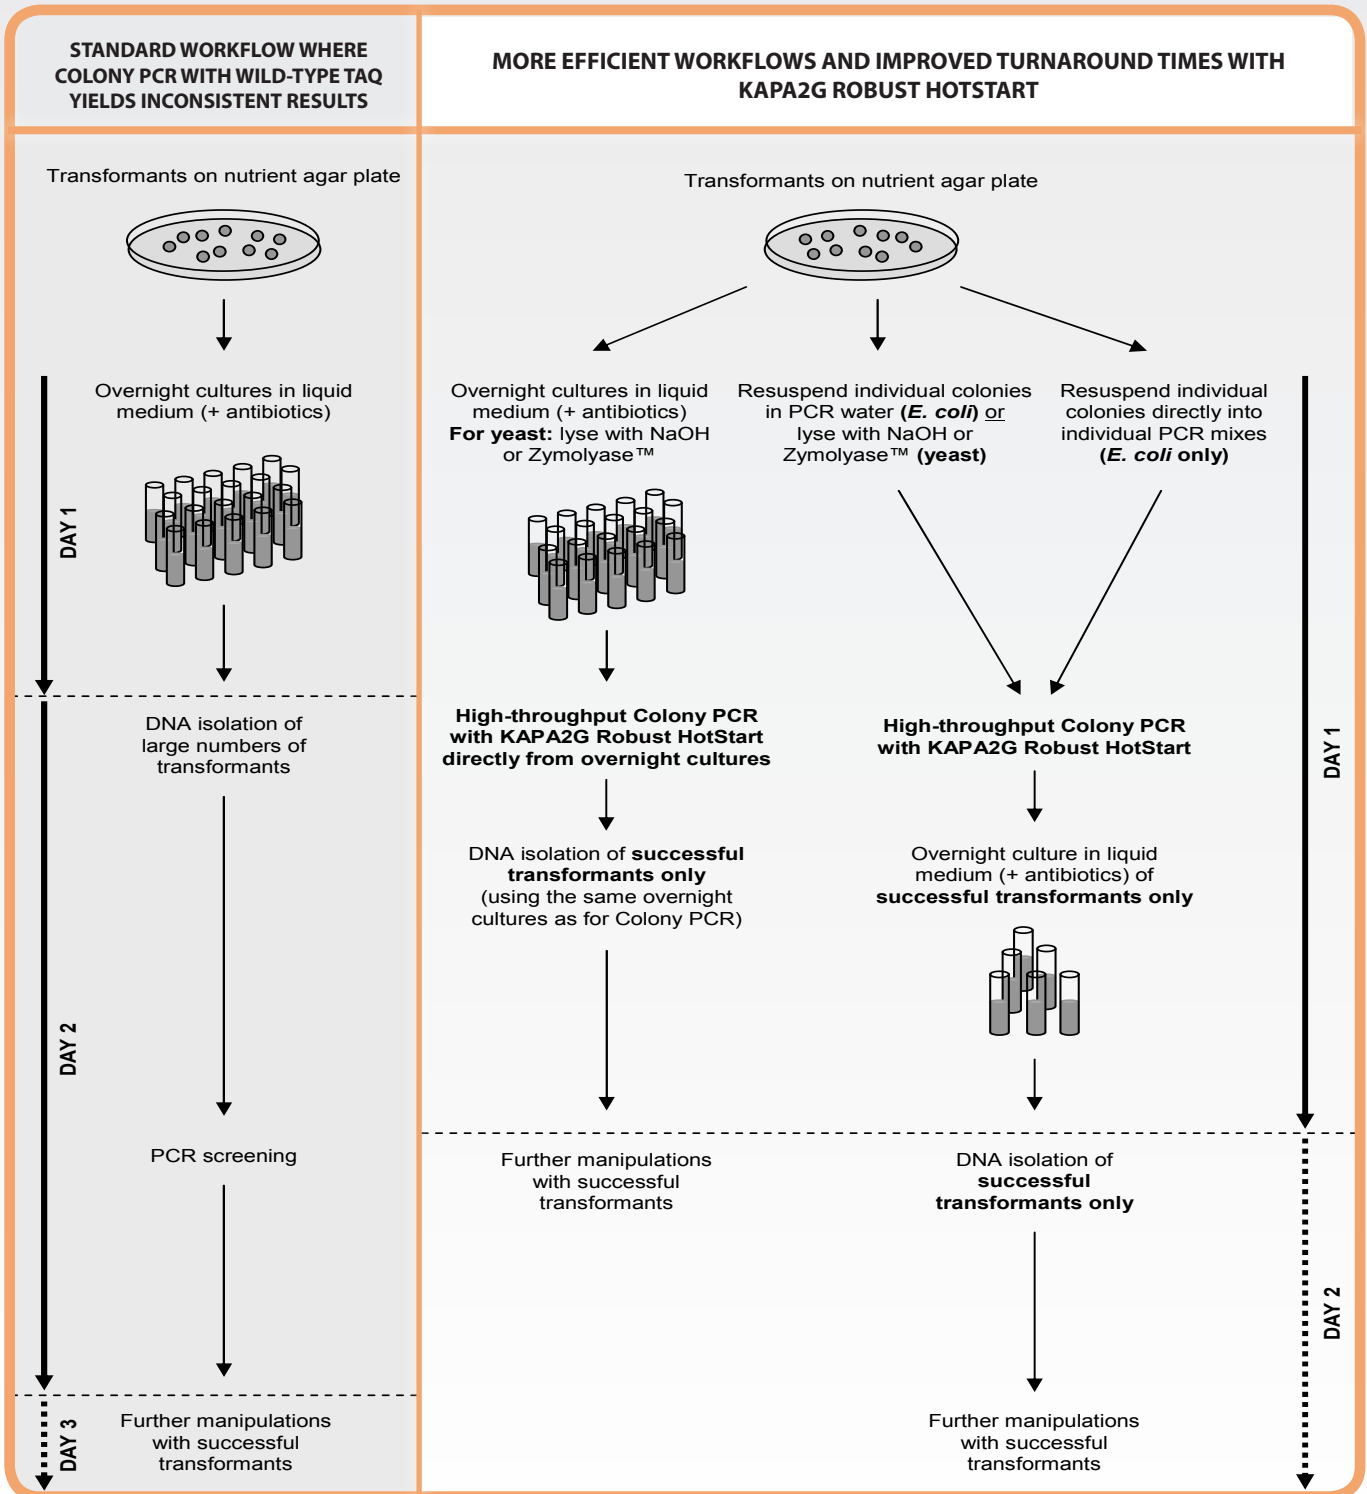 STANDARD WORKFLOW WHERE
COLONY PCR WITH WILD-TYPE TAQ
YIELDS INCONSISTENT RESULTS
MORE EFFICIENT WORKFLOWS AND IMPROVED TURNAROUND TIMES WITH
KAPA2G ROBUST HOTSTART
Transformants on nutrient agar plate
Overnight cultures in liquid
medium (+ antibiotics)
DAY 1
DNA isolation of
large numbers of
transformants
DAY 2
PCR screening
DAY 3
Further manipulations
with successful
transformants
Transformants on nutrient agar plate
Overnight cultures in liquid
medium (+ antibiotics)
For yeast: lyse with NaOH
or Zymolyase™
High-throughput Colony PCR
with KAPA2G Robust HotStart
directly from overnight cultures
DNA isolation of successful
transformants only
(using the same overnight
cultures as for Colony PCR)
Further manipulations
with successful
transformants
Resuspend individual colonies
in PCR water (E. coli) or
lyse with NaOH or
Zymolyase™ (yeast)
Resuspend individual
colonies directly into
individual PCR mixes
(E. coli only)
High-throughput Colony PCR
with KAPA2G Robust HotStart
Overnight culture in liquid
medium (+ antibiotics) of
successful transformants only
DNA isolation of
successful
transformants only
Further manipulations
with successful
transformants
DAY 1
DAY 2